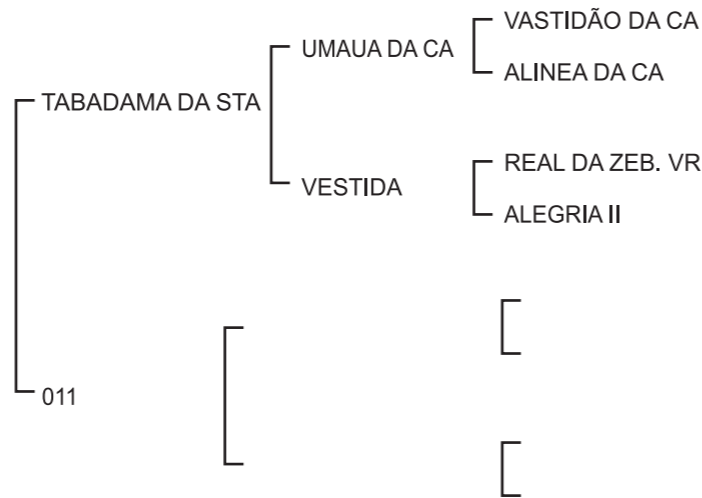 VASTIDÃO DA CA
UMAUA DA CA
ALINEA DA CA
TABADAMA DA STA
REAL DA ZEB. VR
VESTIDA
ALEGRIA II
011